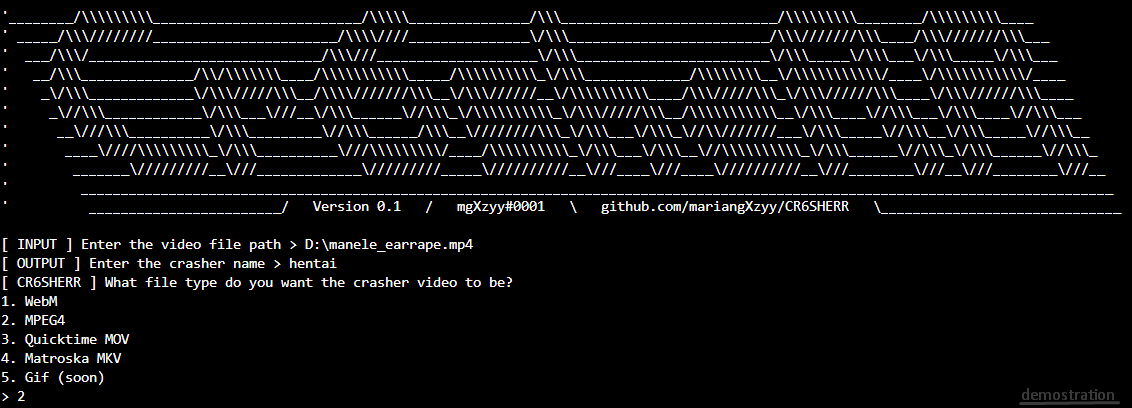 Version 0.1 / mgXzyy#0001 \ github.com/mariangXzyy/CR6SHERR
[ INPUT ] Enter the video file path > D:\manele_earrape.mp4
[ OUTPUT ] Enter the crasher name > hentai
[ CR6SHERR ] What file type do you want the crasher video to be?
1. WebM
2. MPEG4
3. Quicktime MOV
4. Matroska MKV
5. Gif (soon)
> 2
demostration